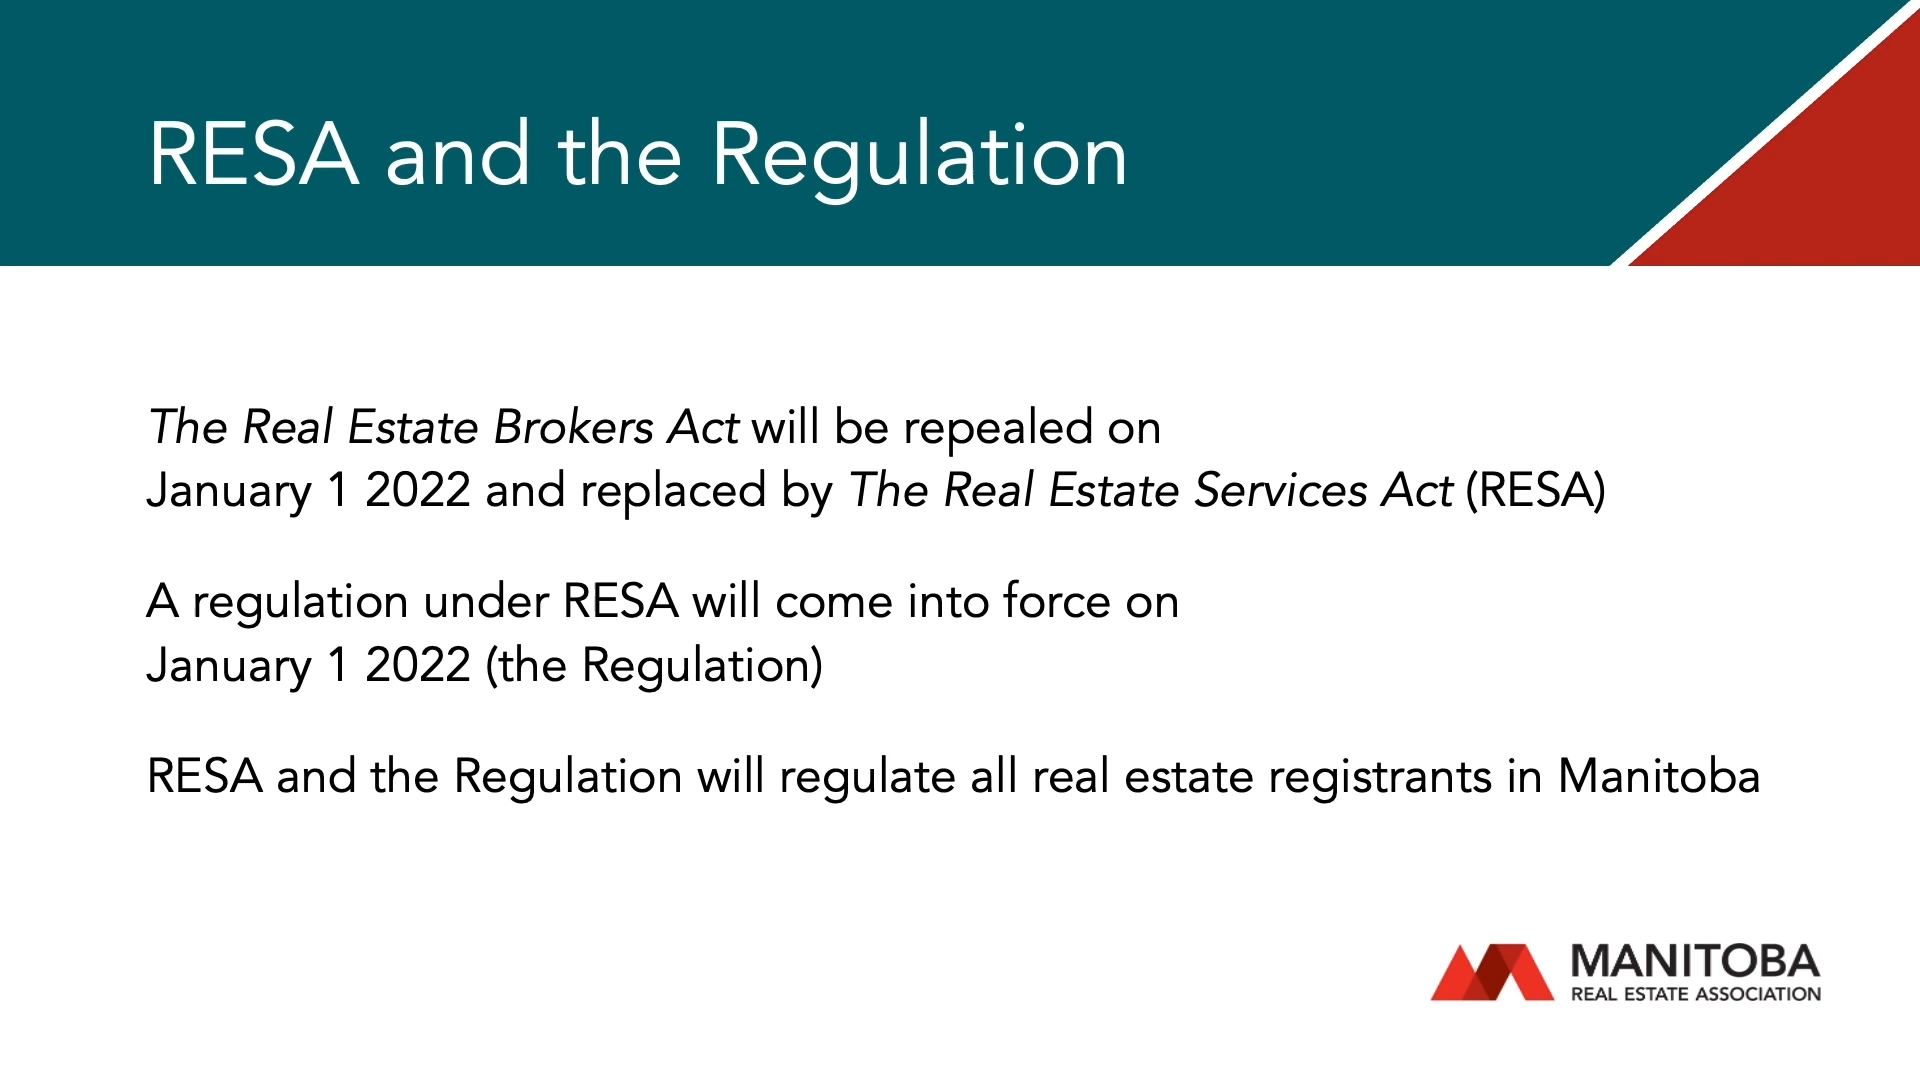 RESA and the Regulation
The Real Estate Brokers Act will be repealed on
January 1 2022 and replaced by The Real Estate Services Act (RESA)
A regulation under RESA will come into force on
January 1 2022 (the Regulation)
RESA and the Regulation will regulate all real estate registrants in Manitoba
MANITOBA
REAL ESTATE ASSOCIATION